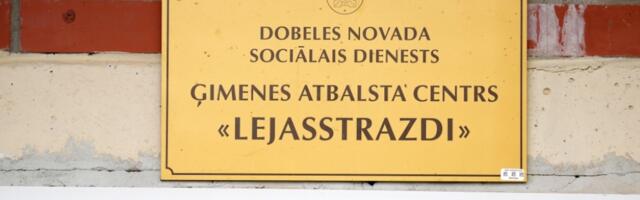 DOBELES NOVADA
SOCIĀLAIS DIENESTS
ĢIMENES ATBALSTA CENTRS
«LEJASSTRAZDI»